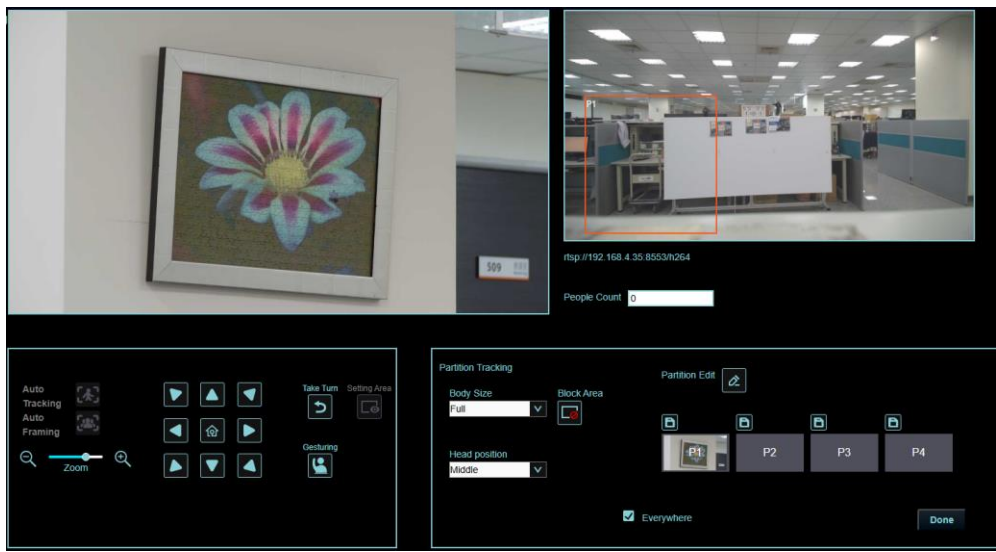 509
P1
rtsp://192.168.4.35:8553/h264
People Count 0
Auto Tracking
Auto Framing
Zoom
Take Turn Setting Area
Gesturing
Partition Tracking
Body Size Block Area
Full
Head position
Middle
Partition Edit
P1 P2 P3 P4
Everywhere
Done